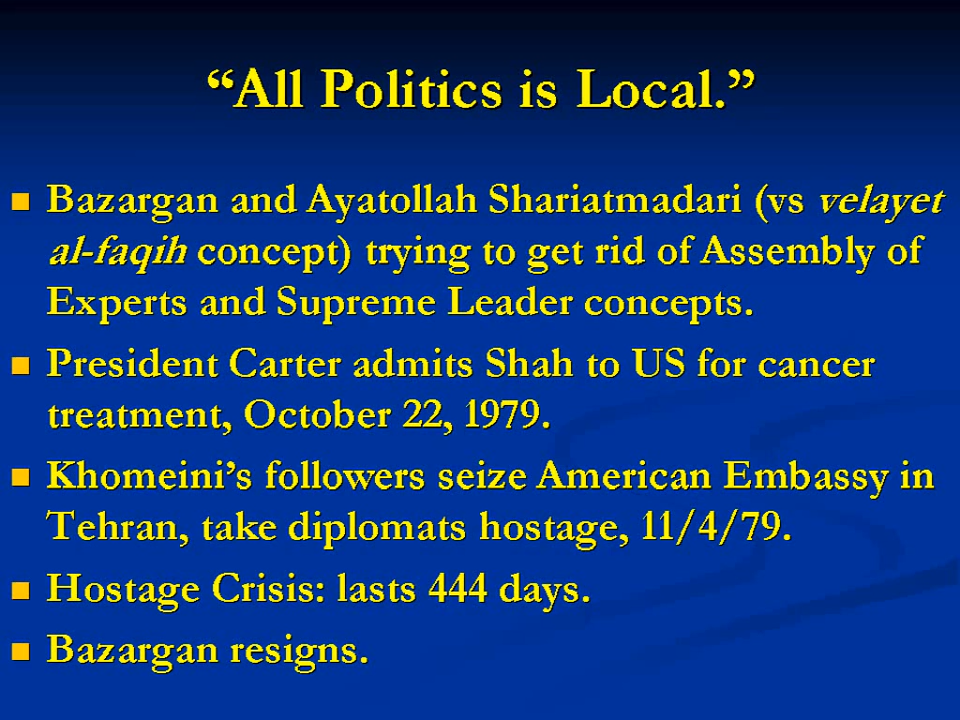 “All Politics is Local.”
Bazargan and Ayatollah Shariatmadari (vs velayet
al-faqih concept) trying to get rid of Assembly of
Experts and Supreme Leader concepts.
President Carter admits Shah to US for cancer
treatment, October 22, 1979.
Khomeini’s followers seize American Embassy in
Tehran, take diplomats hostage, 11/4/79.
Hostage Crisis: lasts 444 days.
Bazargan resigns.